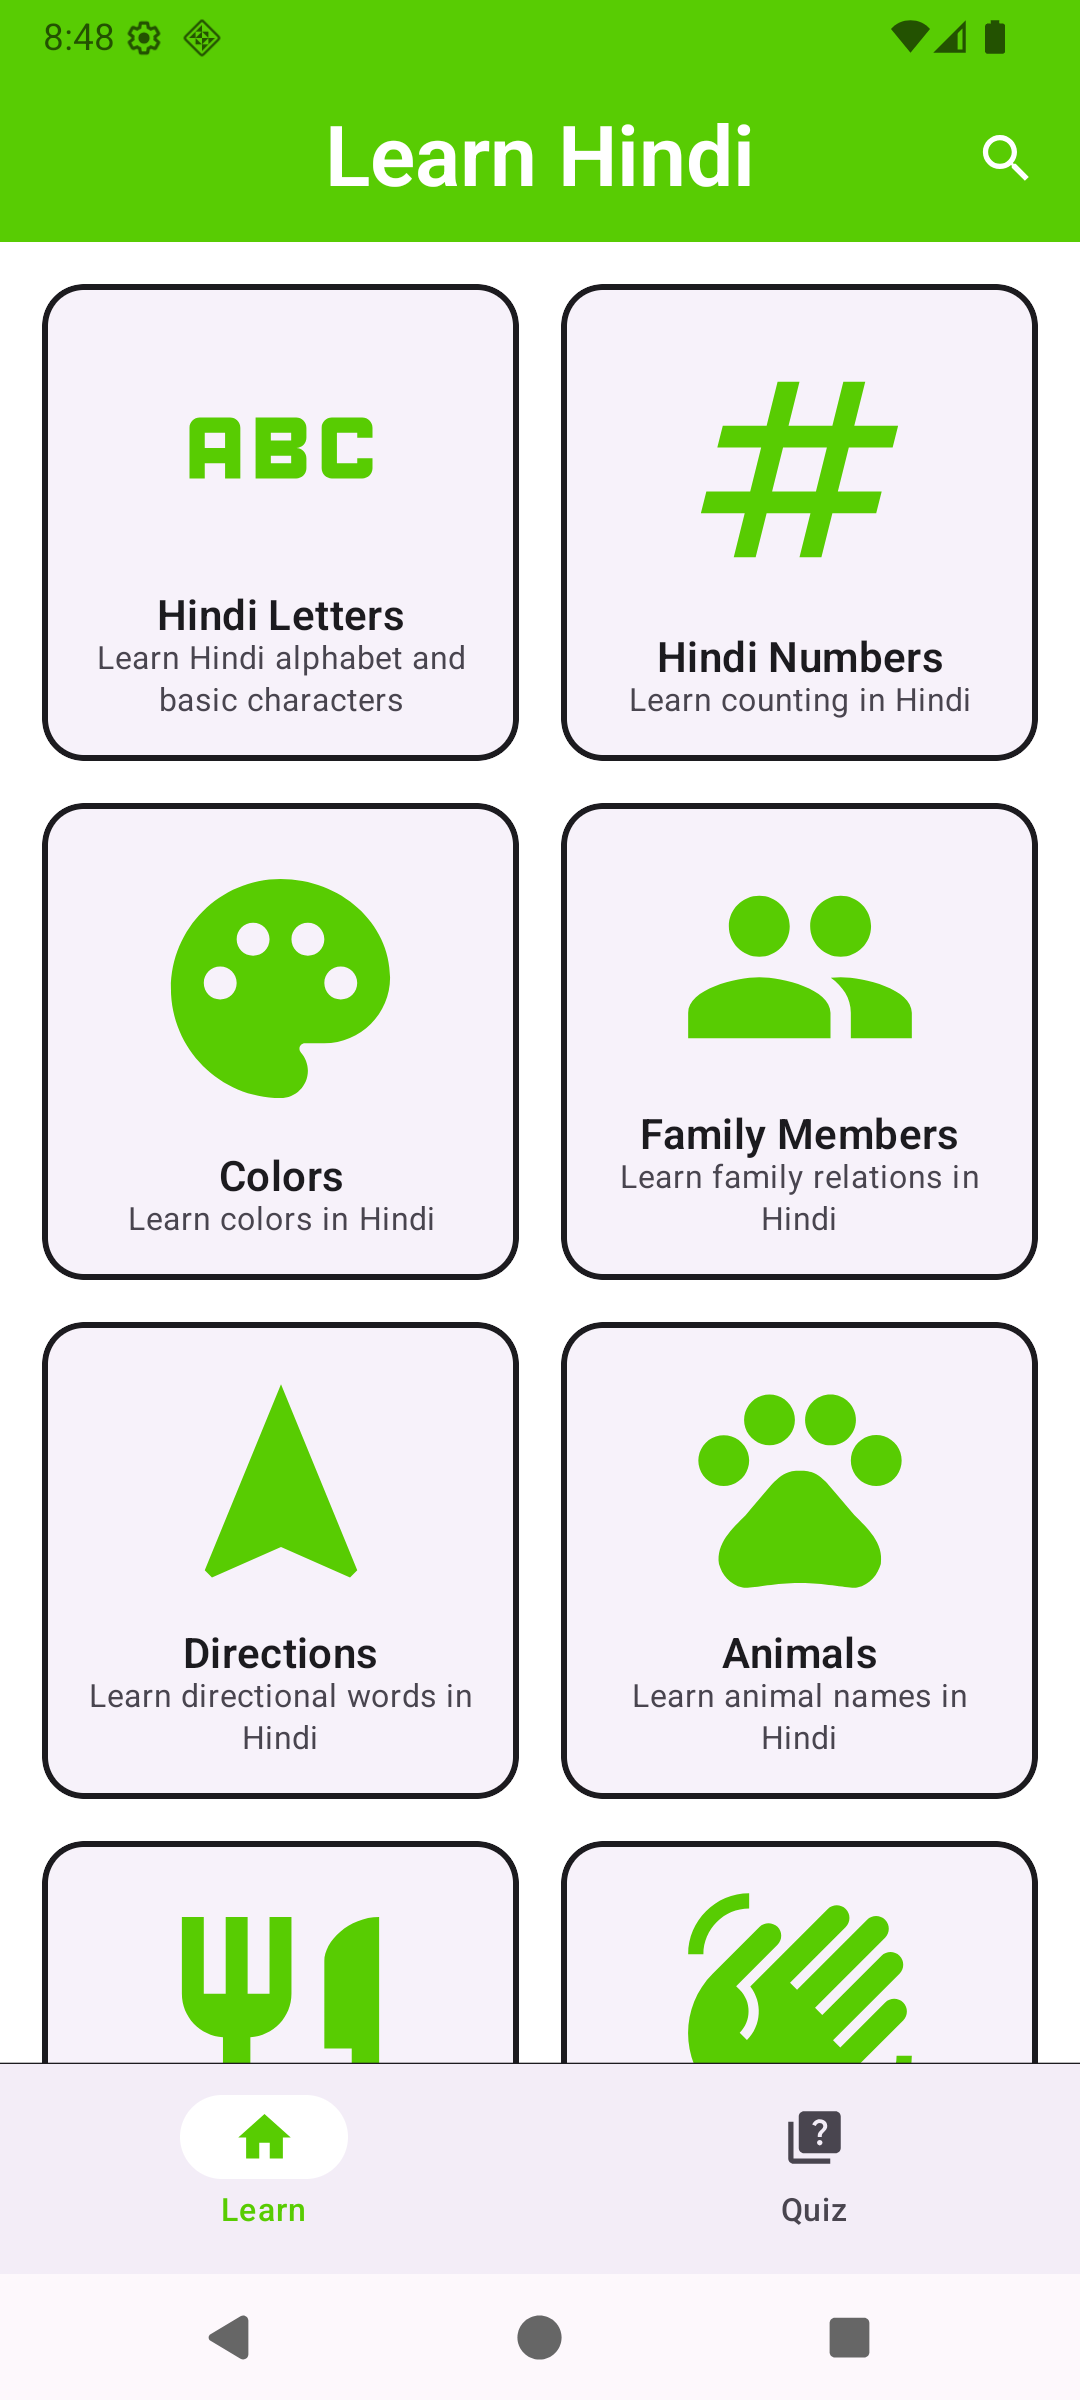 8:48
Learn Hindi
ABC
Hindi Letters
Learn Hindi alphabet and
basic characters
#
Hindi Numbers
Learn counting in Hindi
Colors
Learn colors in Hindi
Family Members
Learn family relations in
Hindi
Directions
Learn directional words in
Hindi
Animals
Learn animal names in
Hindi
Learn
?
Quiz